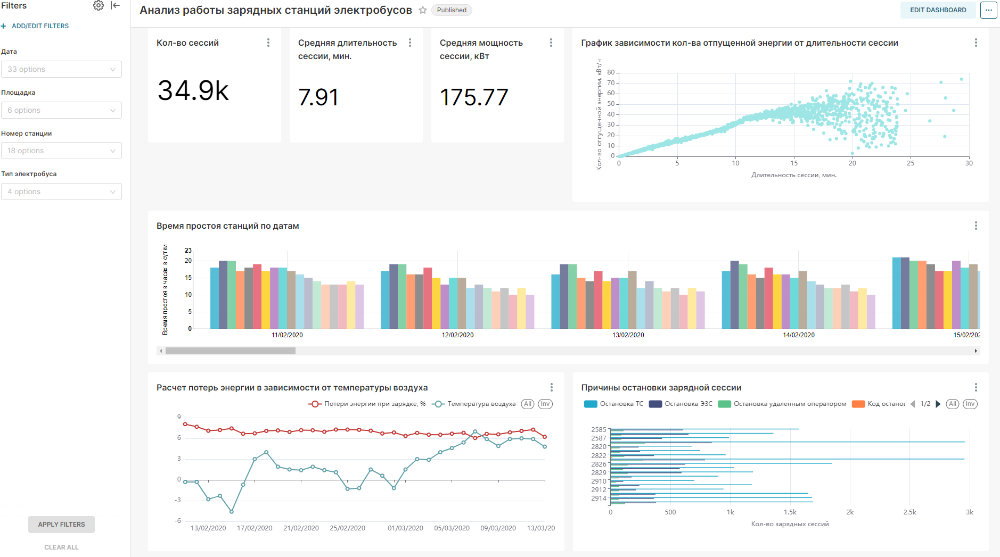 Filters
ADD/EDIT FILTERS
Дата
33 options
Площадка
6 options
Номер станции
18 options
Тип электробуса
4 options
APPLY FILTERS
CLEAR ALL
Анализ работы зарядных станций электробусов
Published
EDIT DASHBOARD
Кол-во сессий
34.9k
Средняя длительность
сессии, мин.
7.91
Средняя мощность
сессии, кВт
175.77
График зависимости кол-ва отпущенной энергии от длительности сессии
Кол-во отпущенной энергии, кВт/ч
80
70
60
50
40
30
20
10
0
0 5 10 15 20 25 30
Длительность сессии, мин.
Время простоя станций по датам
Время простоя в часах в сутки
23
20
15
10
5
0
11/02/2020 12/02/2020 13/02/2020 14/02/2020 15/02/202
Расчет потерь энергии в зависимости от температуры воздуха
Потери энергии при зарядке, % Температура воздуха All Inv
9
6
3
0
-3
-6
13/02/2020 17/02/2020 21/02/2020 25/02/2020 01/03/2020 05/03/2020 09/03/2020 13/03/20
Причины остановки зарядной сессии
Остановка ТС Остановка ЭЗС Остановка удаленным оператором Код останов 1/2 All Inv
2585
2587
2820
2822
2826
2829
2910
2912
2914
0 500 1k 1.5k 2k 2.5k 3k
Кол-во зарядных сессий